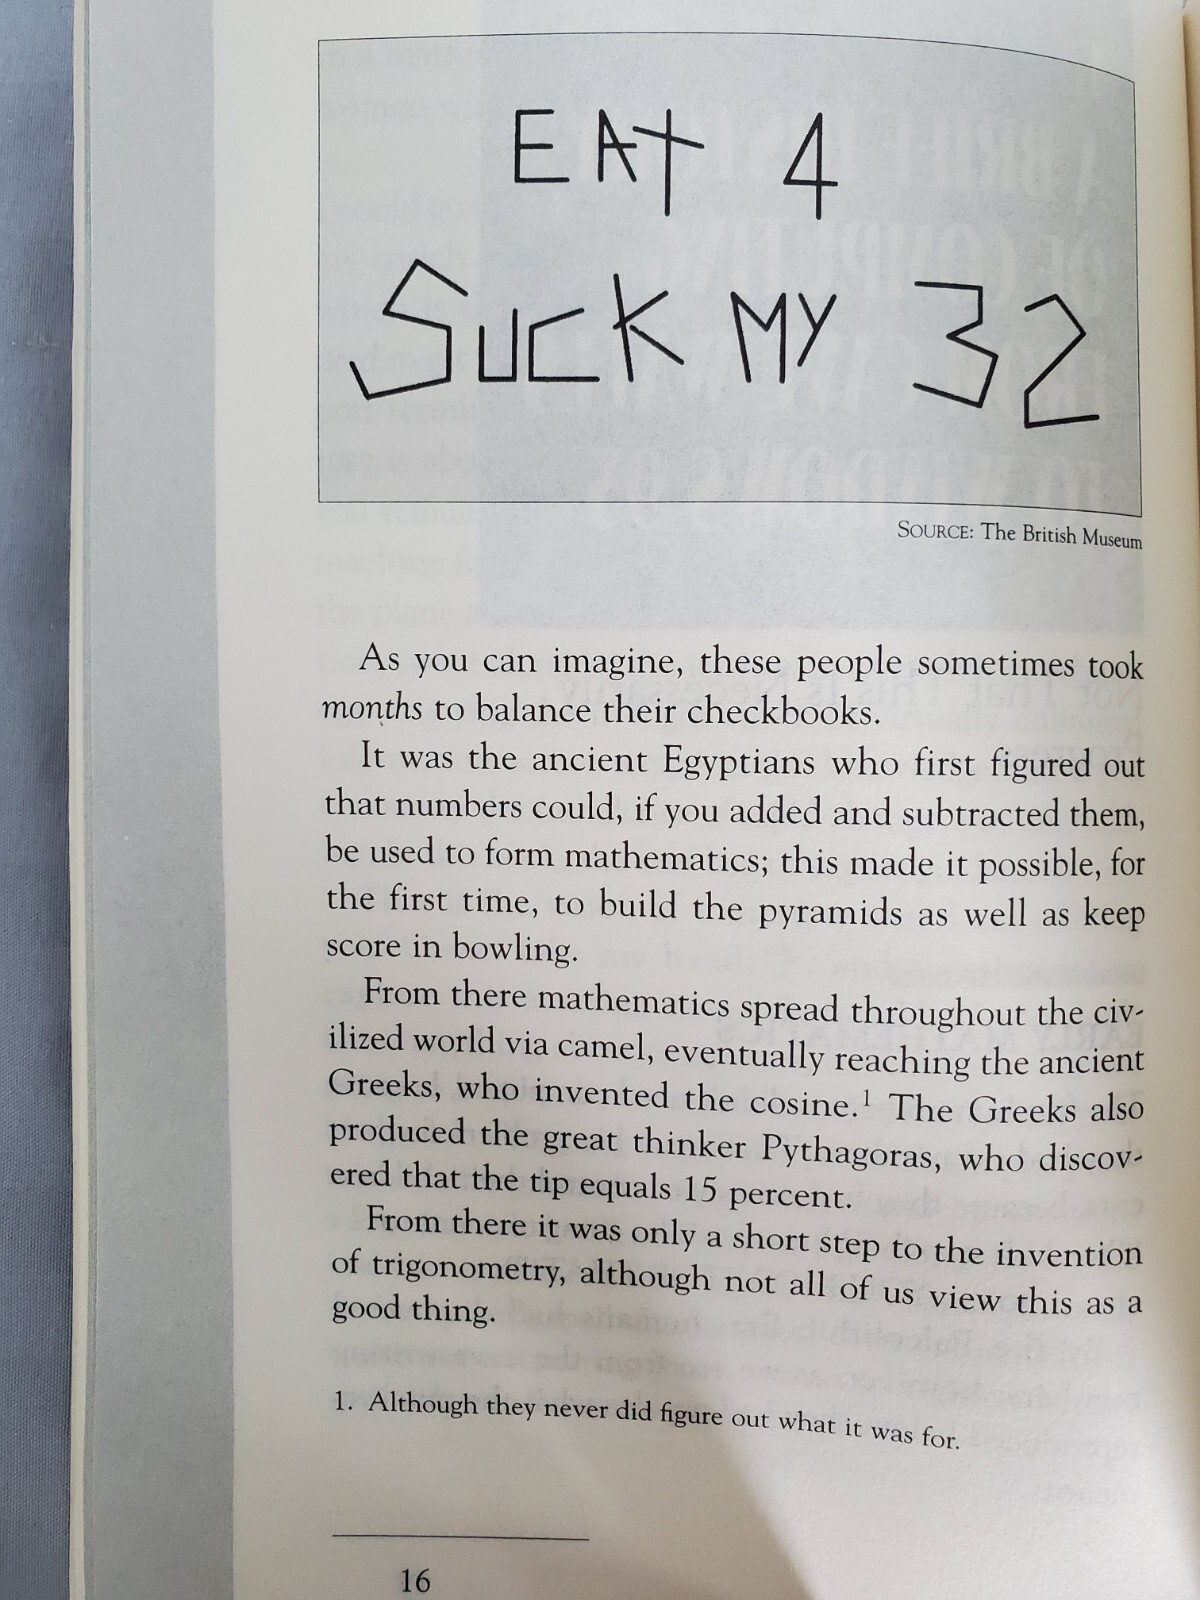 EAT 4
SUCK MY 32
SOURCE: The British Museum
As you can imagine, these people sometimes took
months to balance their checkbooks.
It was the ancient Egyptians who first figured out
that numbers could, if you added and subtracted them,
be used to form mathematics; this made it possible, for
the first time, to build the pyramids as well as keep
score in bowling.
From there mathematics spread throughout the civ-
ilized world via camel, eventually reaching the ancient
Greeks, who invented the cosine.¹ The Greeks also
produced the great thinker Pythagoras, who discov-
ered that the tip equals 15 percent.
From there it was only a short step to the invention
of trigonometry, although not all of us view this as a
good thing.
1. Although they never did figure out what it was for.
16